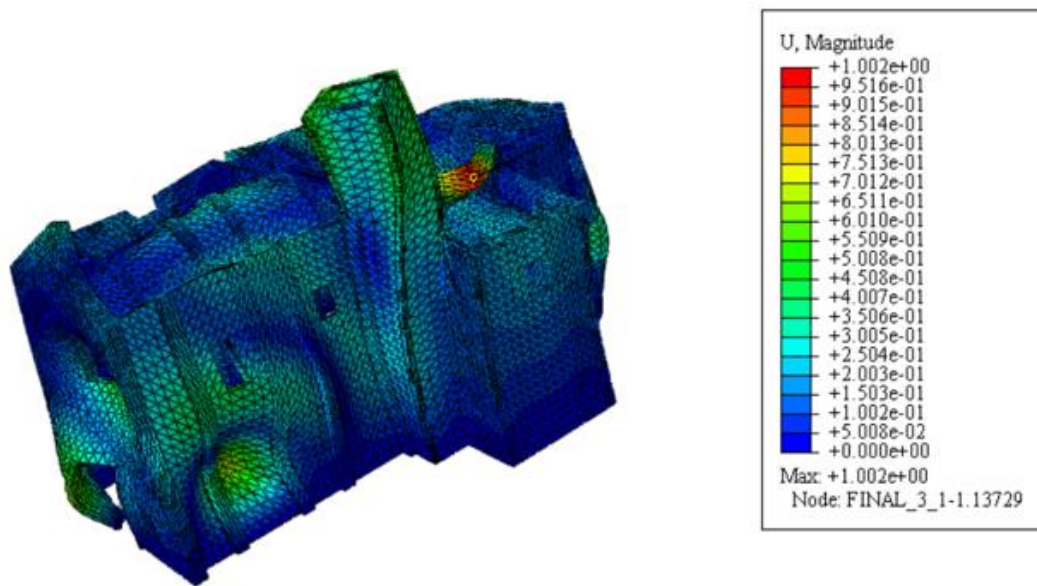 U, Magnitude
+1.002e+00
+9.516e-01
+9.015e-01
+8.514e-01
+8.013e-01
+7.513e-01
+7.012e-01
+6.511e-01
+6.010e-01
+5.509e-01
+5.008e-01
+4.508e-01
+4.007e-01
+3.506e-01
+3.005e-01
+2.504e-01
+2.003e-01
+1.503e-01
+1.002e-01
+5.008e-02
+0.000e+00
Max: +1.002e+00
Node: FINAL_3_1-1.13729